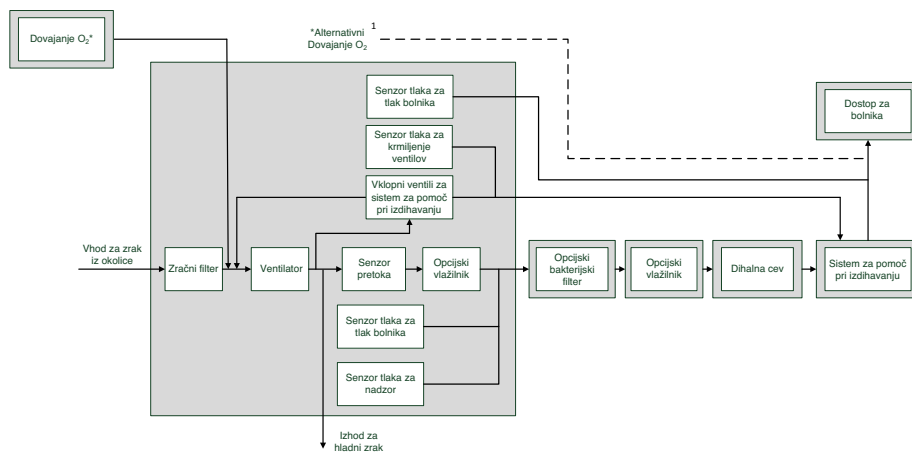 Dovajanje O₂*
*Alternativni 1
Dovajanje O₂
Senzor tlaka za
tlak bolnika
Dostop za
bolnika
Senzor tlaka za
krmiljenje
ventilov
Vklopni ventili za
sistem za pomoč
pri izdihavanju
Vhod za zrak
iz okolice
Zračni filter
Ventilator
Senzor
pretoka
Opcijski
vlažilnik
Opcijski
bakterijski
filter
Opcijski
vlažilnik
Dihalna cev
Sistem za pomoč
pri izdihavanju
Senzor tlaka za
tlak bolnika
Senzor tlaka za
nadzor
Izhod za
hladni zrak